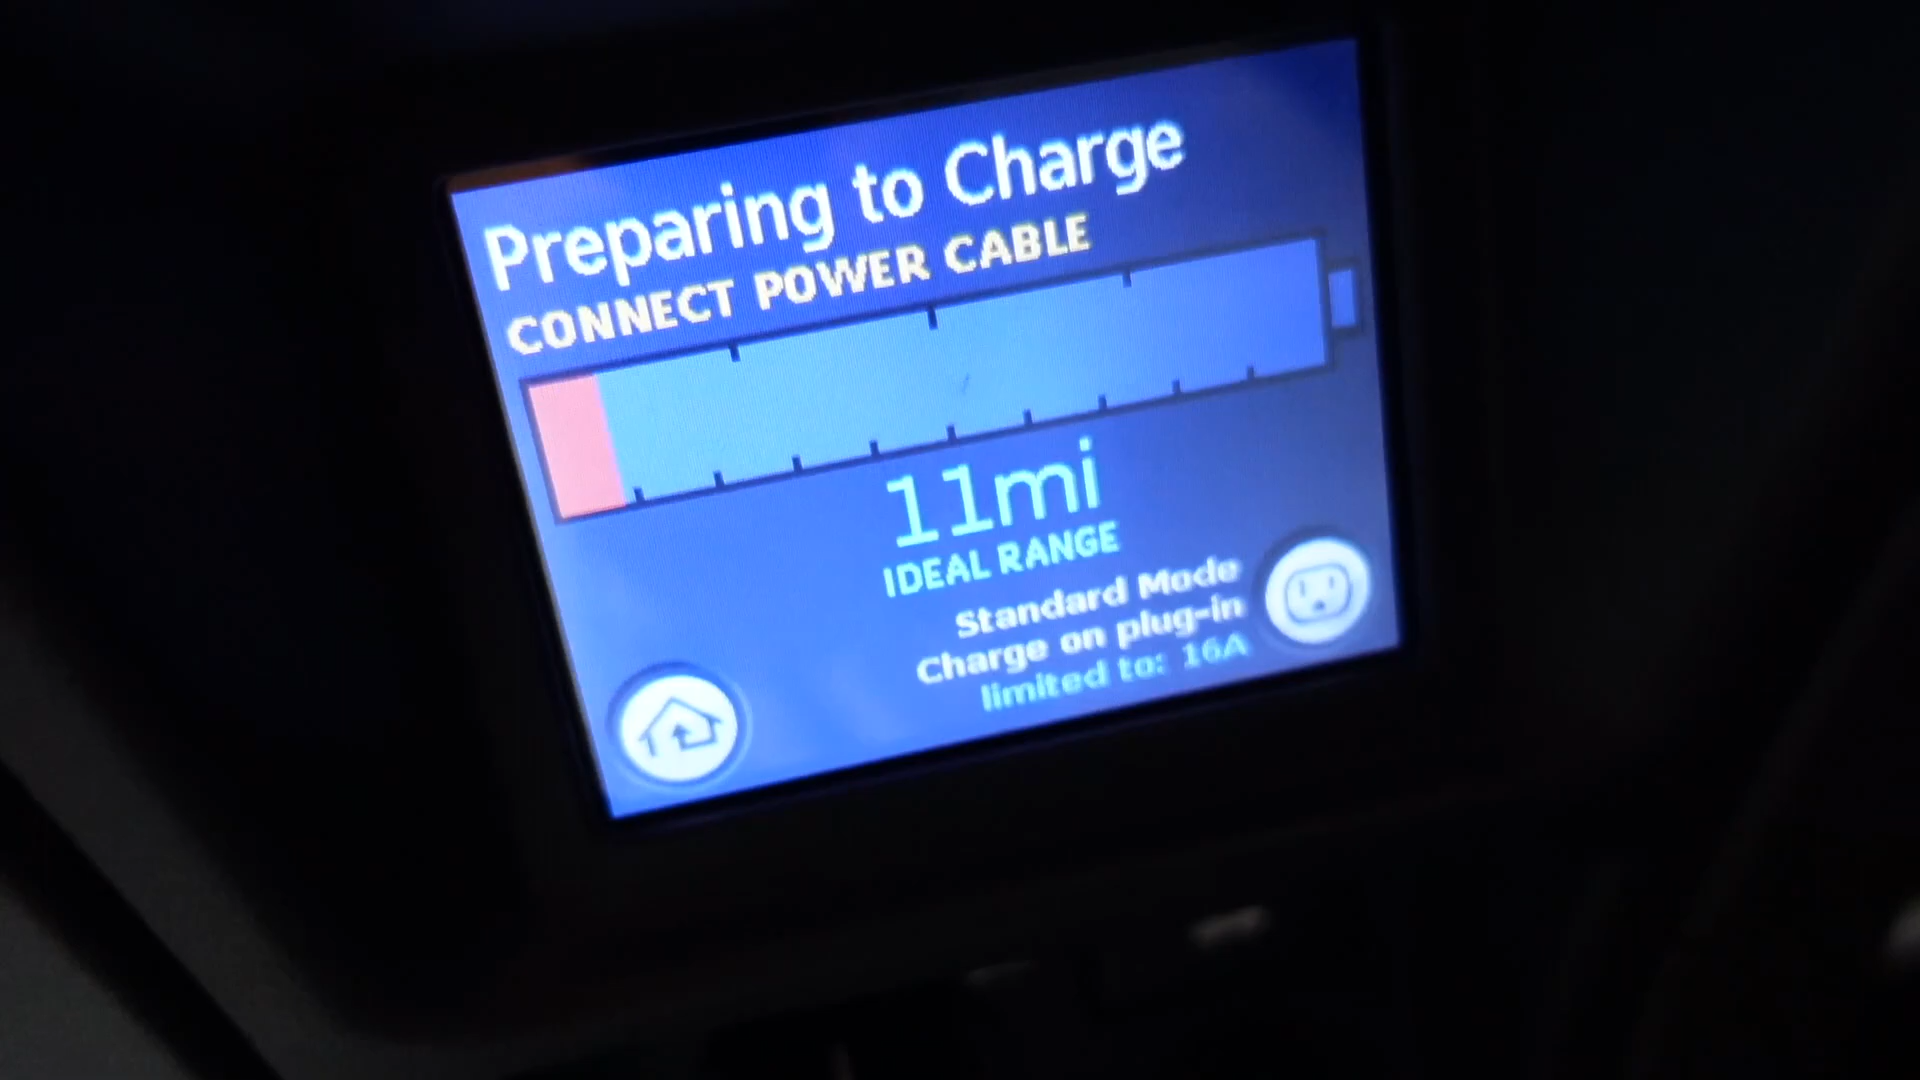 Preparing to Charge
CONNECT POWER CABLE
11mi
IDEAL RANGE
Standard Mode
Charge on plug-in
limited to: 16A